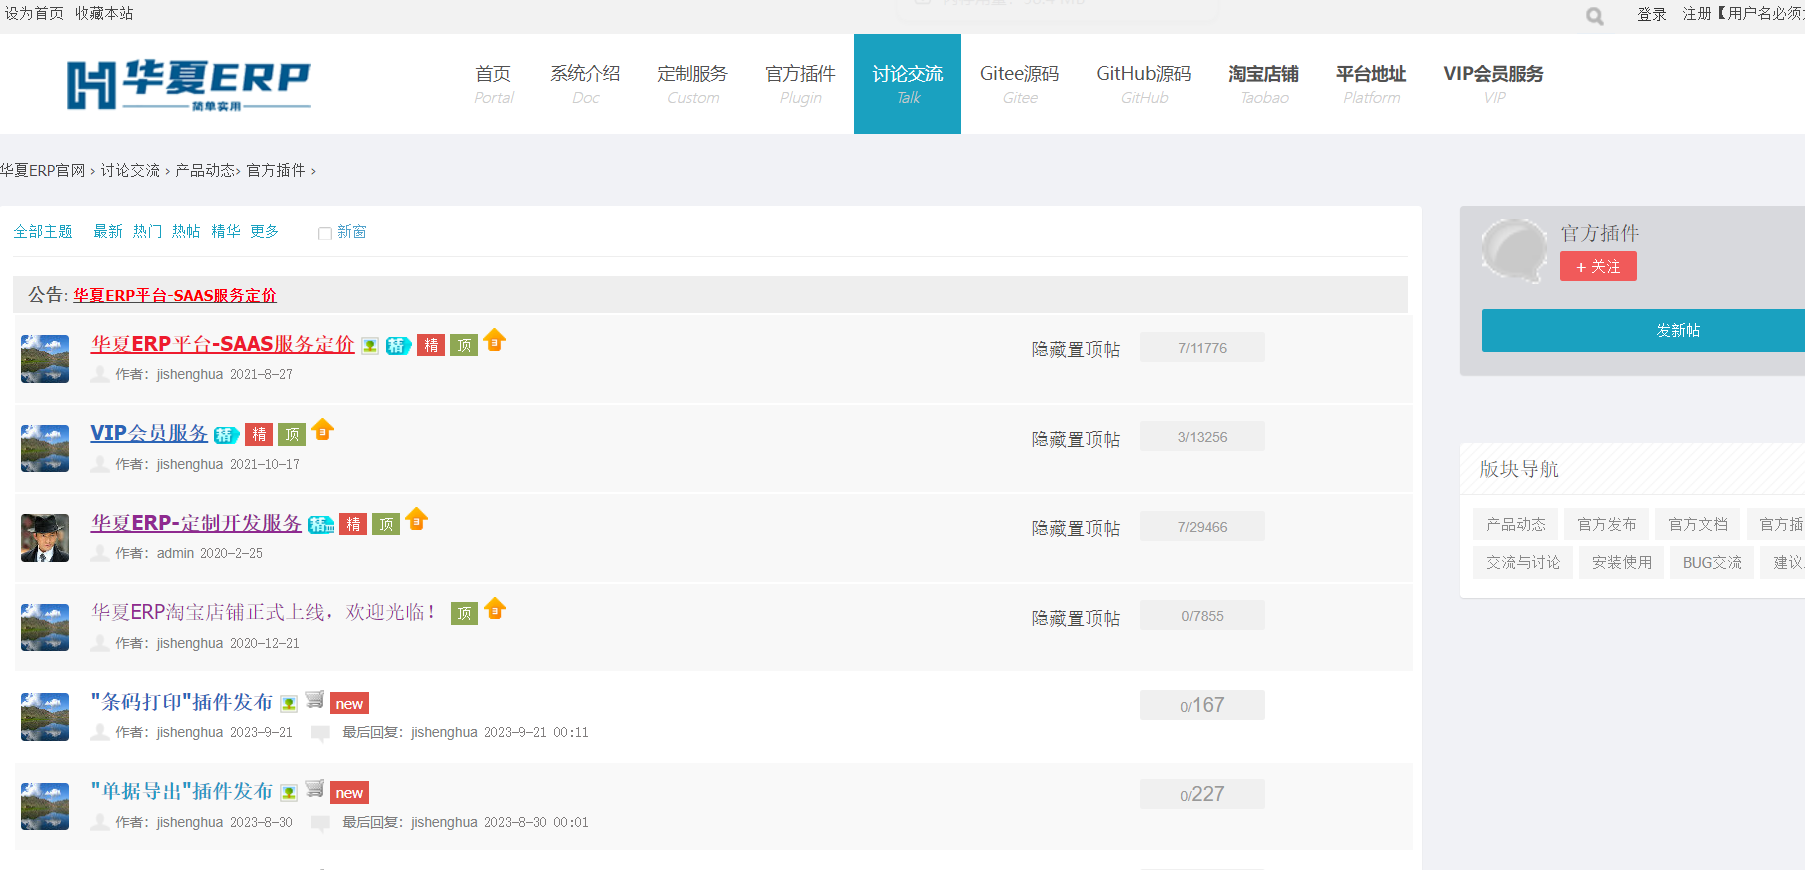 设为首页 收藏本站
登录 注册【用户名必须
华夏ERP
简单实用
首页 系统介绍 定制服务 官方插件 讨论交流 Gitee源码 GitHub源码 淘宝店铺 平台地址 VIP会员服务
Portal Doc Custom Plugin Talk Gitee GitHub Taobao Platform VIP
华夏ERP官网 › 讨论交流 › 产品动态› 官方插件 ›
全部主题 最新 热门 热帖 精华 更多 新窗
公告: 华夏ERP平台-SAAS服务定价
华夏ERP平台-SAAS服务定价 精 精 顶 3
作者：jishenghua 2021-8-27
隐藏置顶帖 7/11776
VIP会员服务 精 精 顶 3
作者：jishenghua 2021-10-17
隐藏置顶帖 3/13256
华夏ERP-定制开发服务 精 精 顶 3
作者：admin 2020-2-25
隐藏置顶帖 7/29466
华夏ERP淘宝店铺正式上线，欢迎光临！ 顶 3
作者：jishenghua 2020-12-21
隐藏置顶帖 0/7855
"条码打印"插件发布 new
作者：jishenghua 2023-9-21 最后回复：jishenghua 2023-9-21 00:11
0/167
"单据导出"插件发布 new
作者：jishenghua 2023-8-30 最后回复：jishenghua 2023-8-30 00:01
0/227
官方插件
+ 关注
发新帖
版块导航
产品动态 官方发布 官方文档 官方插
交流与讨论 安装使用 BUG交流 建议